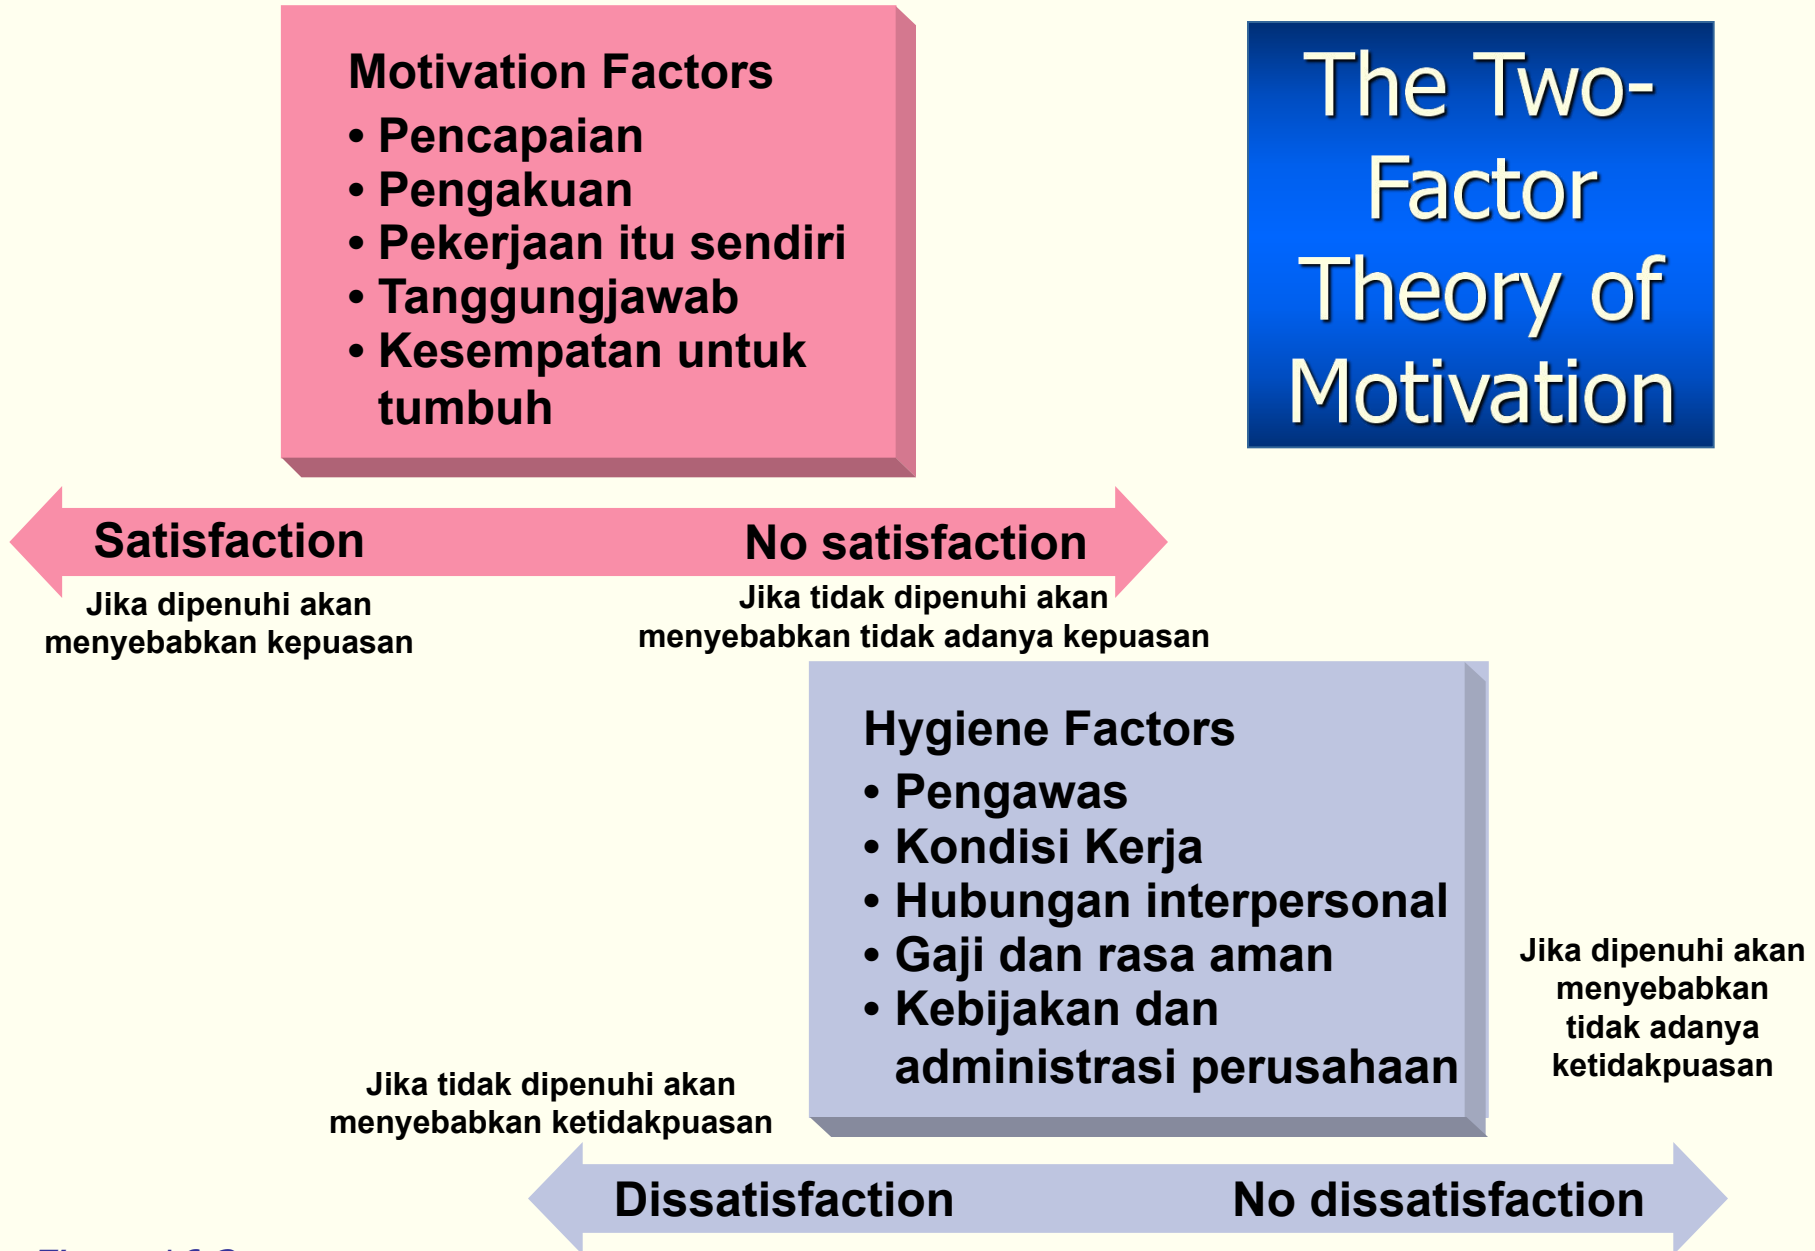 Motivation Factors
• Pencapaian
• Pengakuan
• Pekerjaan itu sendiri
• Tanggungjawab
• Kesempatan untuk
tumbuh
The Two-
Factor
Theory of
Motivation
Satisfaction
No satisfaction
Jika dipenuhi akan
menyebabkan kepuasan
Jika tidak dipenuhi akan
menyebabkan tidak adanya kepuasan
Hygiene Factors
• Pengawas
• Kondisi Kerja
• Hubungan interpersonal
• Gaji dan rasa aman
• Kebijakan dan
administrasi perusahaan
Jika dipenuhi akan
menyebabkan
tidak adanya
ketidakpuasan
Jika tidak dipenuhi akan
menyebabkan ketidakpuasan
Dissatisfaction
No dissatisfaction